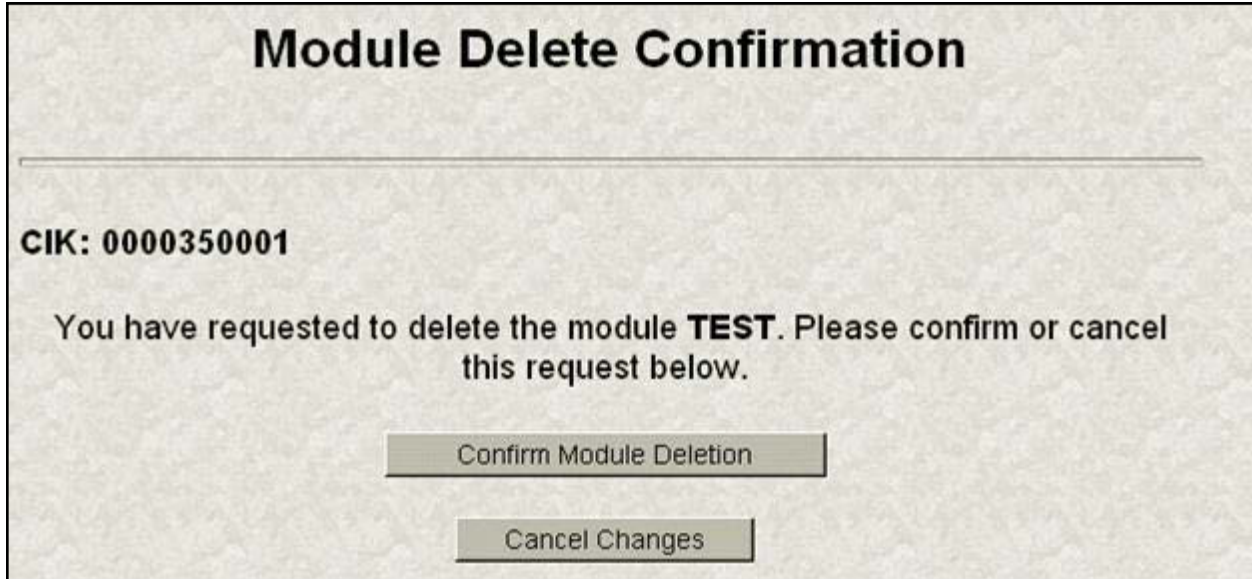 Module Delete Confirmation
CIK: 0000350001
You have requested to delete the module TEST. Please confirm or cancel
this request below.
Confirm Module Deletion
Cancel Changes